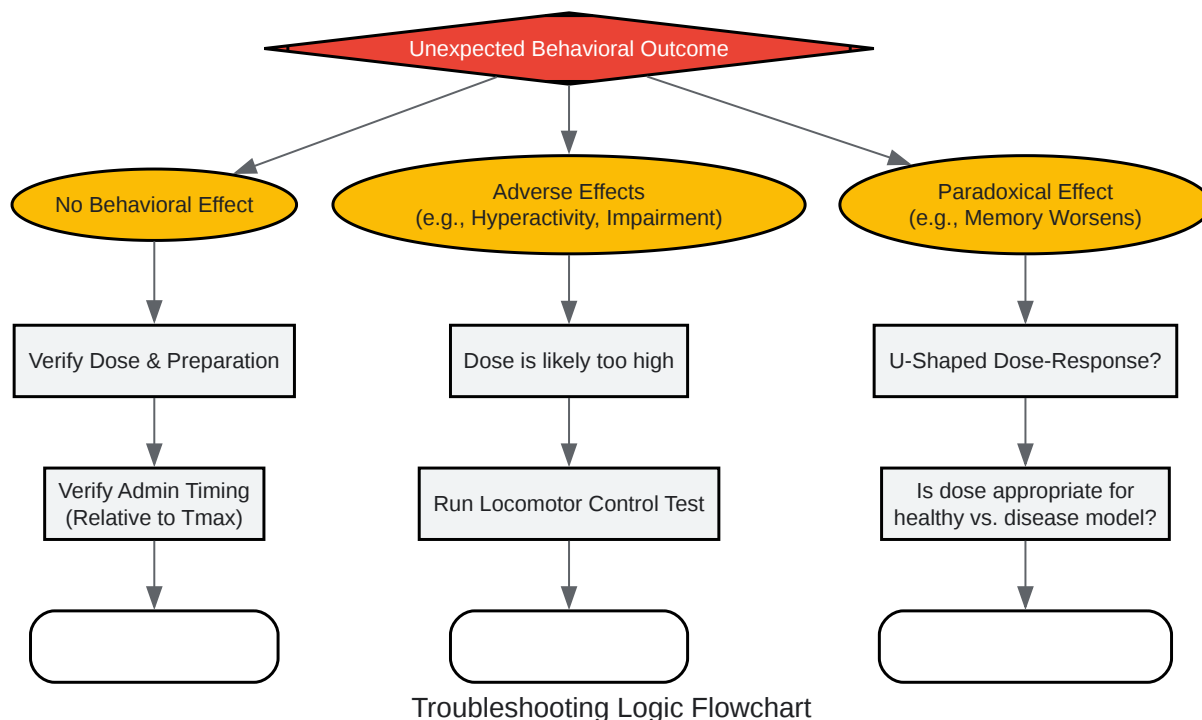 Unexpected Behavioral Outcome
No Behavioral Effect
Adverse Effects
(e.g., Hyperactivity, Impairment)
Paradoxical Effect
(e.g., Memory Worsens)
Verify Dose & Preparation
Dose is likely too high
U-Shaped Dose-Response?
Verify Admin Timing
(Relative to Tmax)
Run Locomotor Control Test
Is dose appropriate for
healthy vs. disease model?
Troubleshooting Logic Flowchart